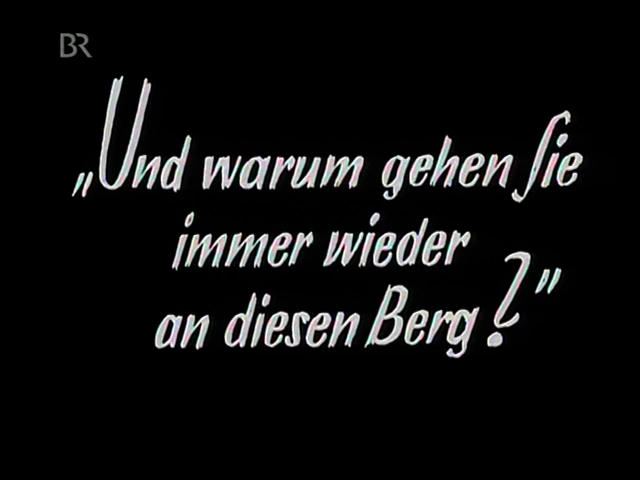 BR
„Und warum gehen Sie
immer wieder
an diesen Berg?”